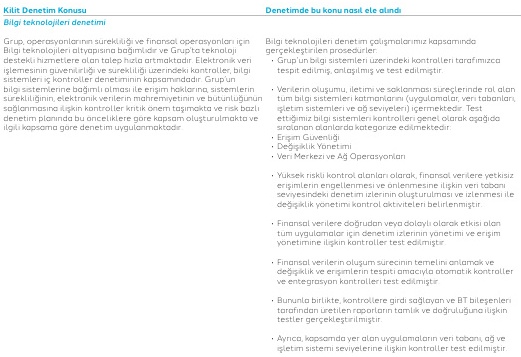 Kilit Denetim Konusu
Bilgi teknolojileri denetimi
Grup, operasyonlarının sürekliliği ve finansal operasyonları için
Bilgi teknolojileri altyapısına bağımlıdır ve Grup'ta teknoloji
destekli hizmetlere olan talep hızla artmaktadır. Elektronik veri
işlemesinin güvenilirliği ve sürekliliği üzerindeki kontroller, bilgi
sistemleri iç kontroller denetiminin kapsamındadır. Grup'un
bilgi sistemlerine bağımlı olması ile erişim haklarına, sistemlerin
sürekliliğinin, elektronik verinin mahremiyetinin ve bütünlüğünün
sağlanmasına ilişkin kontroller kritik önem taşımakta ve risk bazlı
denetim planında bu önceliklere göre kapsam oluşturulmakta ve
ilgili kapsama göre denetim uygulanmaktadır.
Denetimde bu konu nasıl ele alındı
Bilgi teknolojileri denetim çalışmalarımız kapsamında
gerçekleştirilen prosedürler:
• Grup'un bilgi sistemleri üzerindeki kontrolleri tarafımızca
tespit edilmiş, anlaşılmış ve test edilmiştir.
• Verilerin oluşumu, iletimi ve saklanması süreçlerinde rol alan
tüm bilgi sistemleri katmanlarını (uygulamalar, veri tabanları,
işletim sistemleri ve ağ seviyeleri) içermektedir. Test
ettiğimiz bilgi sistemleri kontrolleri genel olarak aşağıda
sıralanan alanlarda kategorize edilmektedir:
• Erişim Güvenliği
• Değişiklik Yönetimi
• Veri Merkezi ve Ağ Operasyonları
• Yüksek riskli kontrol alanları olarak, finansal verilere yetkisiz
erişimlerin engellenmesi ve önlenmesine ilişkin veri tabanı
seviyesindeki denetim izlerinin oluşturulması ve izlenmesi ile
değişiklik yönetimi kontrol aktiviteleri belirlenmiştir.
• Finansal verilere doğrudan veya dolaylı olarak etkisi olan
tüm uygulamalar için denetim izlerinin yönetimi ve erişim
yönetimine ilişkin kontroller test edilmiştir.
• Finansal verilerin oluşum sürecinin temelini anlamak ve
değişiklik ve erişimlerin tespiti amacıyla otomatik kontroller
ve entegrasyon kontrolleri test edilmiştir.
• Bununla birlikte, kontrollere girdi sağlayan ve BT bileşenleri
tarafından üretilen raporların tamlık ve doğruluğuna ilişkin
testler gerçekleştirilmiştir.
• Ayrıca, kapsamda yer alan uygulamaların veri tabanı, ağ ve
işletim sistemi seviyelerine ilişkin kontroller test edilmiştir.